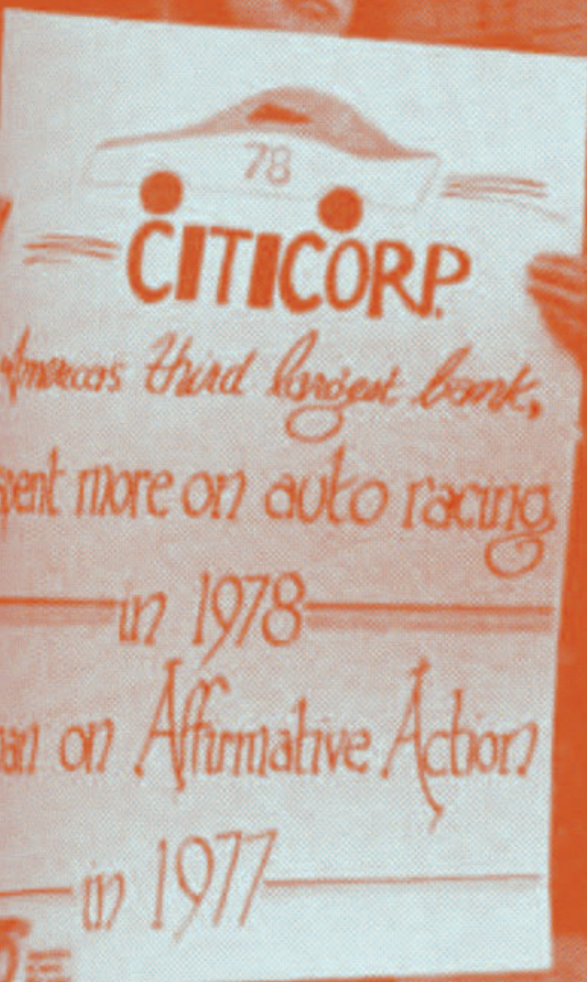 78
CITICORP.
America's third largest bank,
spent more on auto racing
in 1978
than on Affirmative Action
in 1977